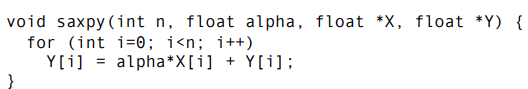 void saxpy(int n, float alpha, float *X, float *Y) {
  for (int i=0; i<n; i++)
    Y[i] = alpha*X[i] + Y[i];
}